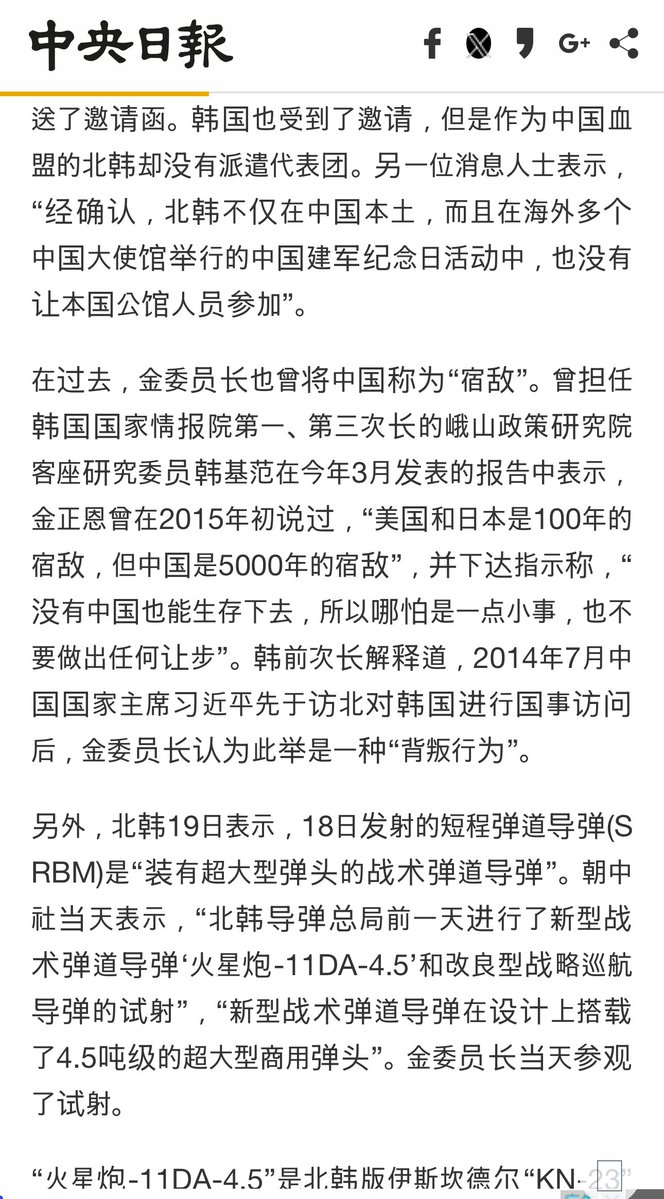 中央日報
f X G+
送了邀请函。韩国也受到了邀请，但是作为中国血
盟的北韩却没有派遣代表团。另一位消息人士表示，
“经确认，北韩不仅在中国本土，而且在海外多个
中国大使馆举行的中国建军纪念日活动中，也没有
让本国公馆人员参加”。
在过去，金委员长也曾将中国称为“宿敌”。曾担任
韩国国家情报院第一、第三次长的峨山政策研究院
客座研究委员韩基范在今年3月发表的报告中表示，
金正恩曾在2015年初说过，“美国和日本是100年的
宿敌，但中国是5000年的宿敌”，并下达指示称，“
没有中国也能生存下去，所以哪怕是一点小事，也不
要做出任何让步”。韩前次长解释道，2014年7月中
国国家主席习近平先于访北对韩国进行国事访问
后，金委员长认为此举是一种“背叛行为”。
另外，北韩19日表示，18日发射的短程弹道导弹(S
RBM)是“装有超大型弹头的战术弹道导弹”。朝中
社当天表示，“北韩导弹总局前一天进行了新型战
术弹道导弹‘火星炮-11DA-4.5’和改良型战略巡航
导弹的试射”，“新型战术弹道导弹在设计上搭载
了4.5吨级的超大型商用弹头”。金委员长当天参观
了试射。
“火星炮-11DA-4.5”是北韩版伊斯坎德尔“KN-23”